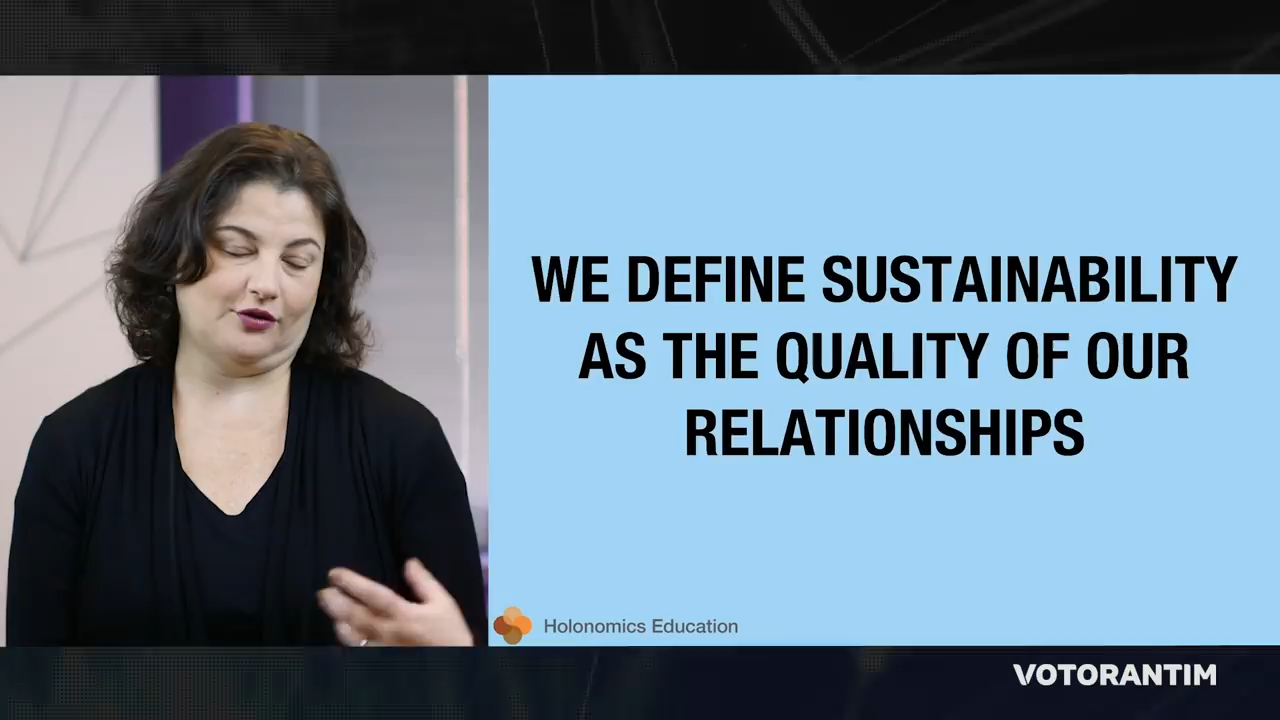 WE DEFINE SUSTAINABILITY
AS THE QUALITY OF OUR
RELATIONSHIPS
Holonomics Education
VOTORANTIM